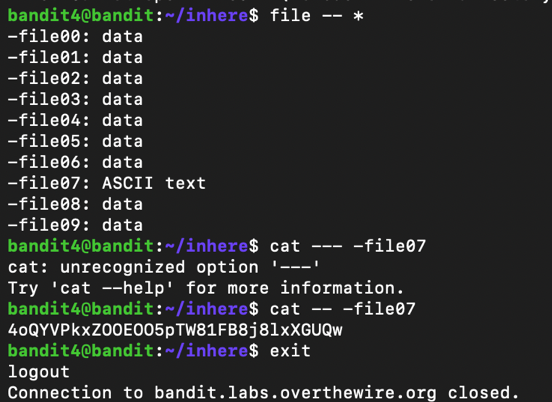 bandit4@bandit:~/inhere$ file -- *
-file00: data
-file01: data
-file02: data
-file03: data
-file04: data
-file05: data
-file06: data
-file07: ASCII text
-file08: data
-file09: data
bandit4@bandit:~/inhere$ cat --- -file07
cat: unrecognized option '---'
Try 'cat --help' for more information.
bandit4@bandit:~/inhere$ cat -- -file07
4oQYVPkxZOOEOO5pTW81FB8j8lxXGUQw
bandit4@bandit:~/inhere$ exit
logout
Connection to bandit.labs.overthewire.org closed.